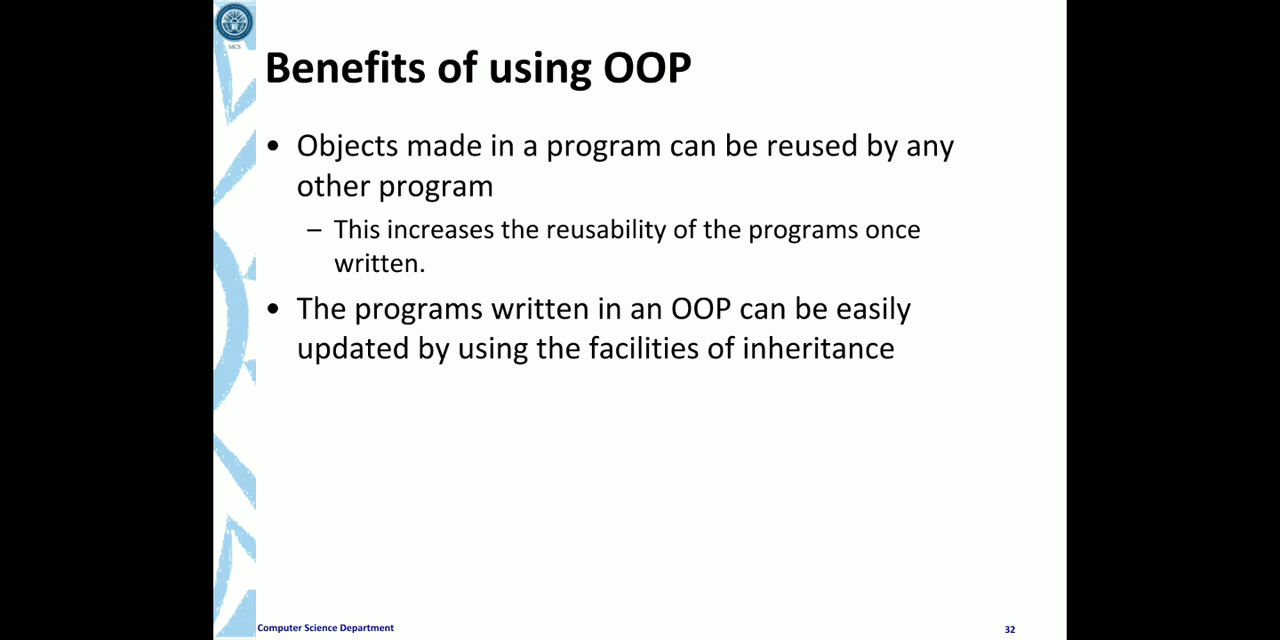 MCS
Benefits of using OOP
• Objects made in a program can be reused by any
other program
– This increases the reusability of the programs once
written.
• The programs written in an OOP can be easily
updated by using the facilities of inheritance
Computer Science Department
32